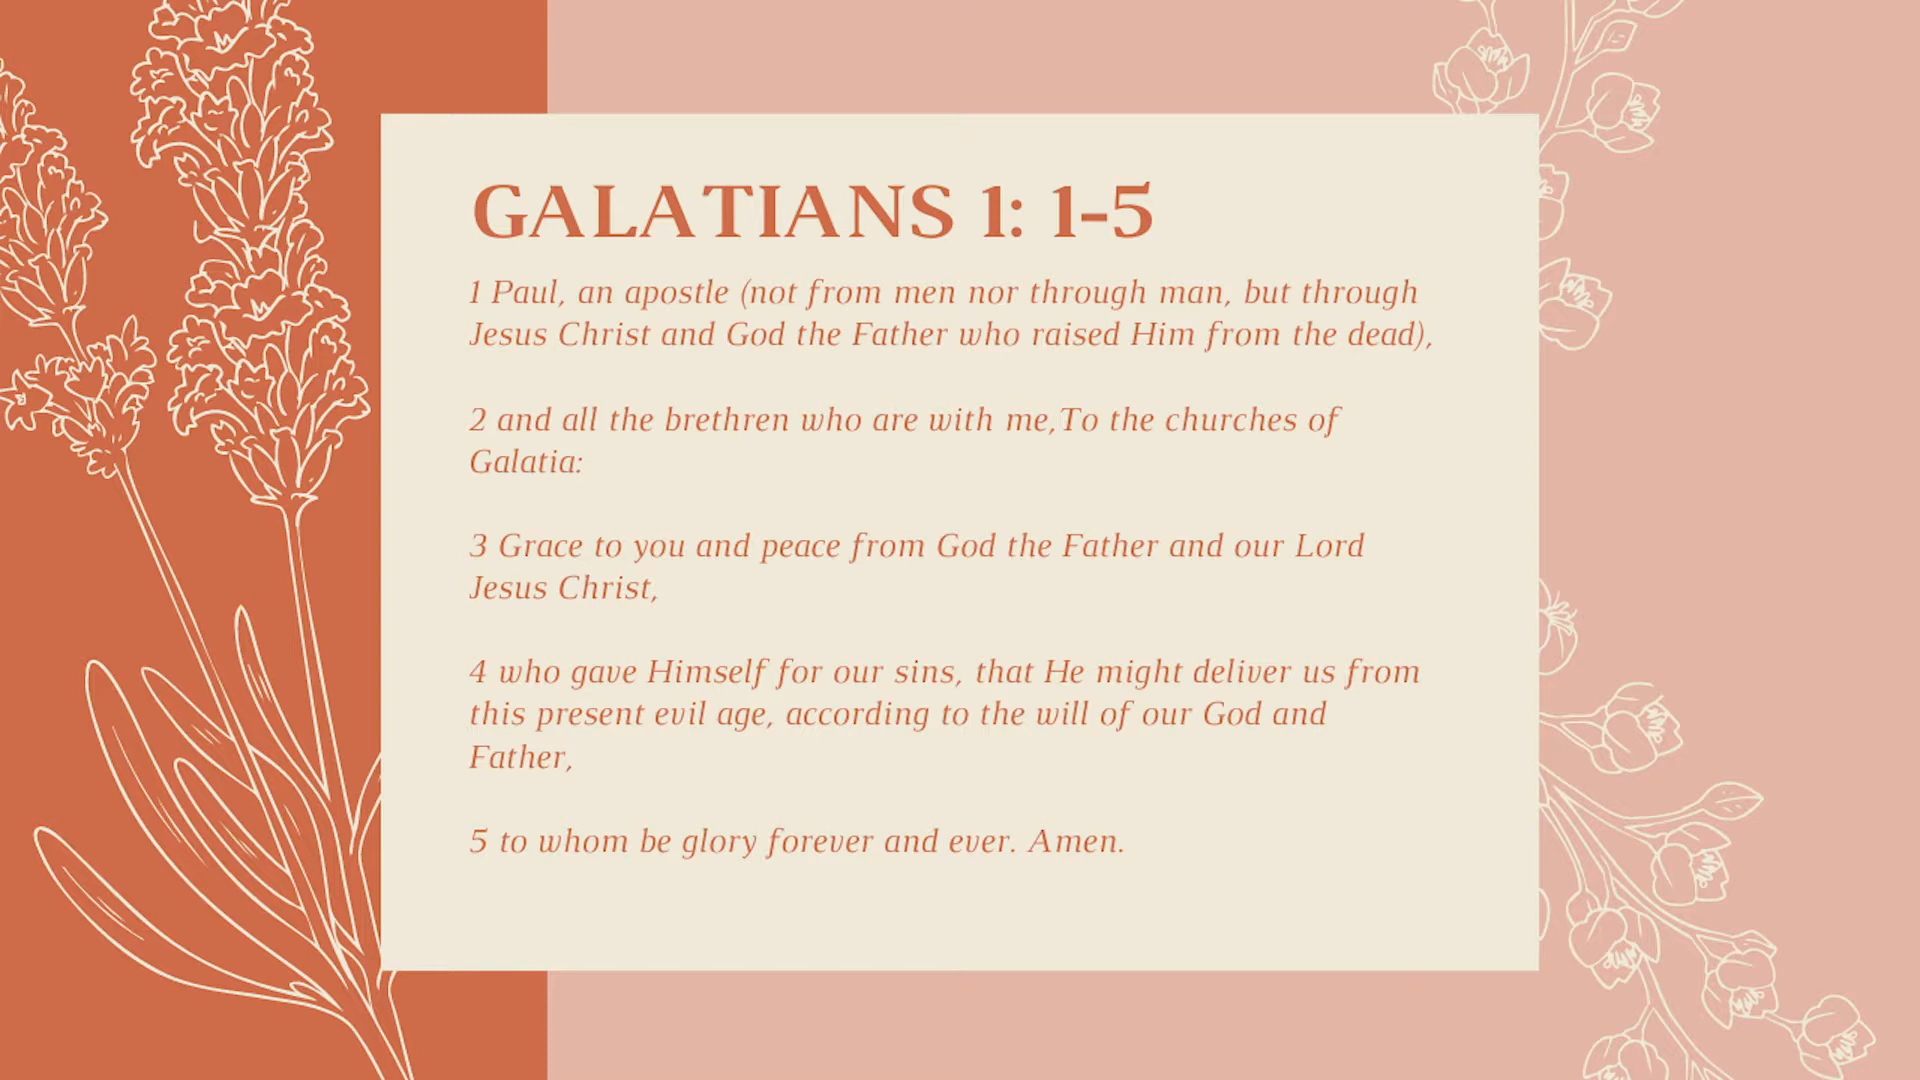 GALATIANS 1: 1-5
1 Paul, an apostle (not from men nor through man, but through
Jesus Christ and God the Father who raised Him from the dead),
2 and all the brethren who are with me,To the churches of
Galatia:
3 Grace to you and peace from God the Father and our Lord
Jesus Christ,
4 who gave Himself for our sins, that He might deliver us from
this present evil age, according to the will of our God and
Father,
5 to whom be glory forever and ever. Amen.